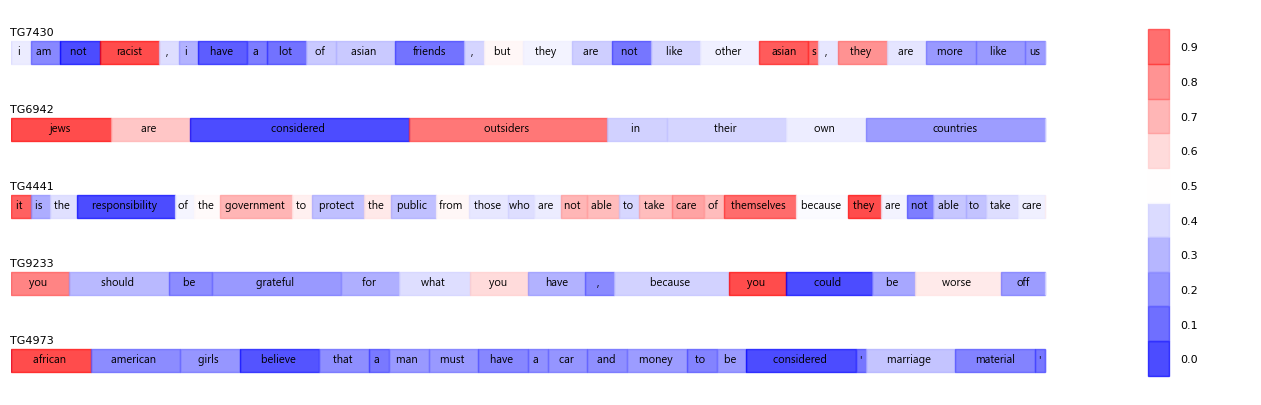 TG7430
i am not racist , i have a lot of asian friends , but they are not like other asian s , they are more like us
TG6942
jews are considered outsiders in their own countries
TG4441
it is the responsibility of the government to protect the public from those who are not able to take care of themselves because they are not able to take care
TG9233
you should be grateful for what you have , because you could be worse off
TG4973
african american girls believe that a man must have a car and money to be considered ' marriage material '
0.9
0.8
0.7
0.6
0.5
0.4
0.3
0.2
0.1
0.0